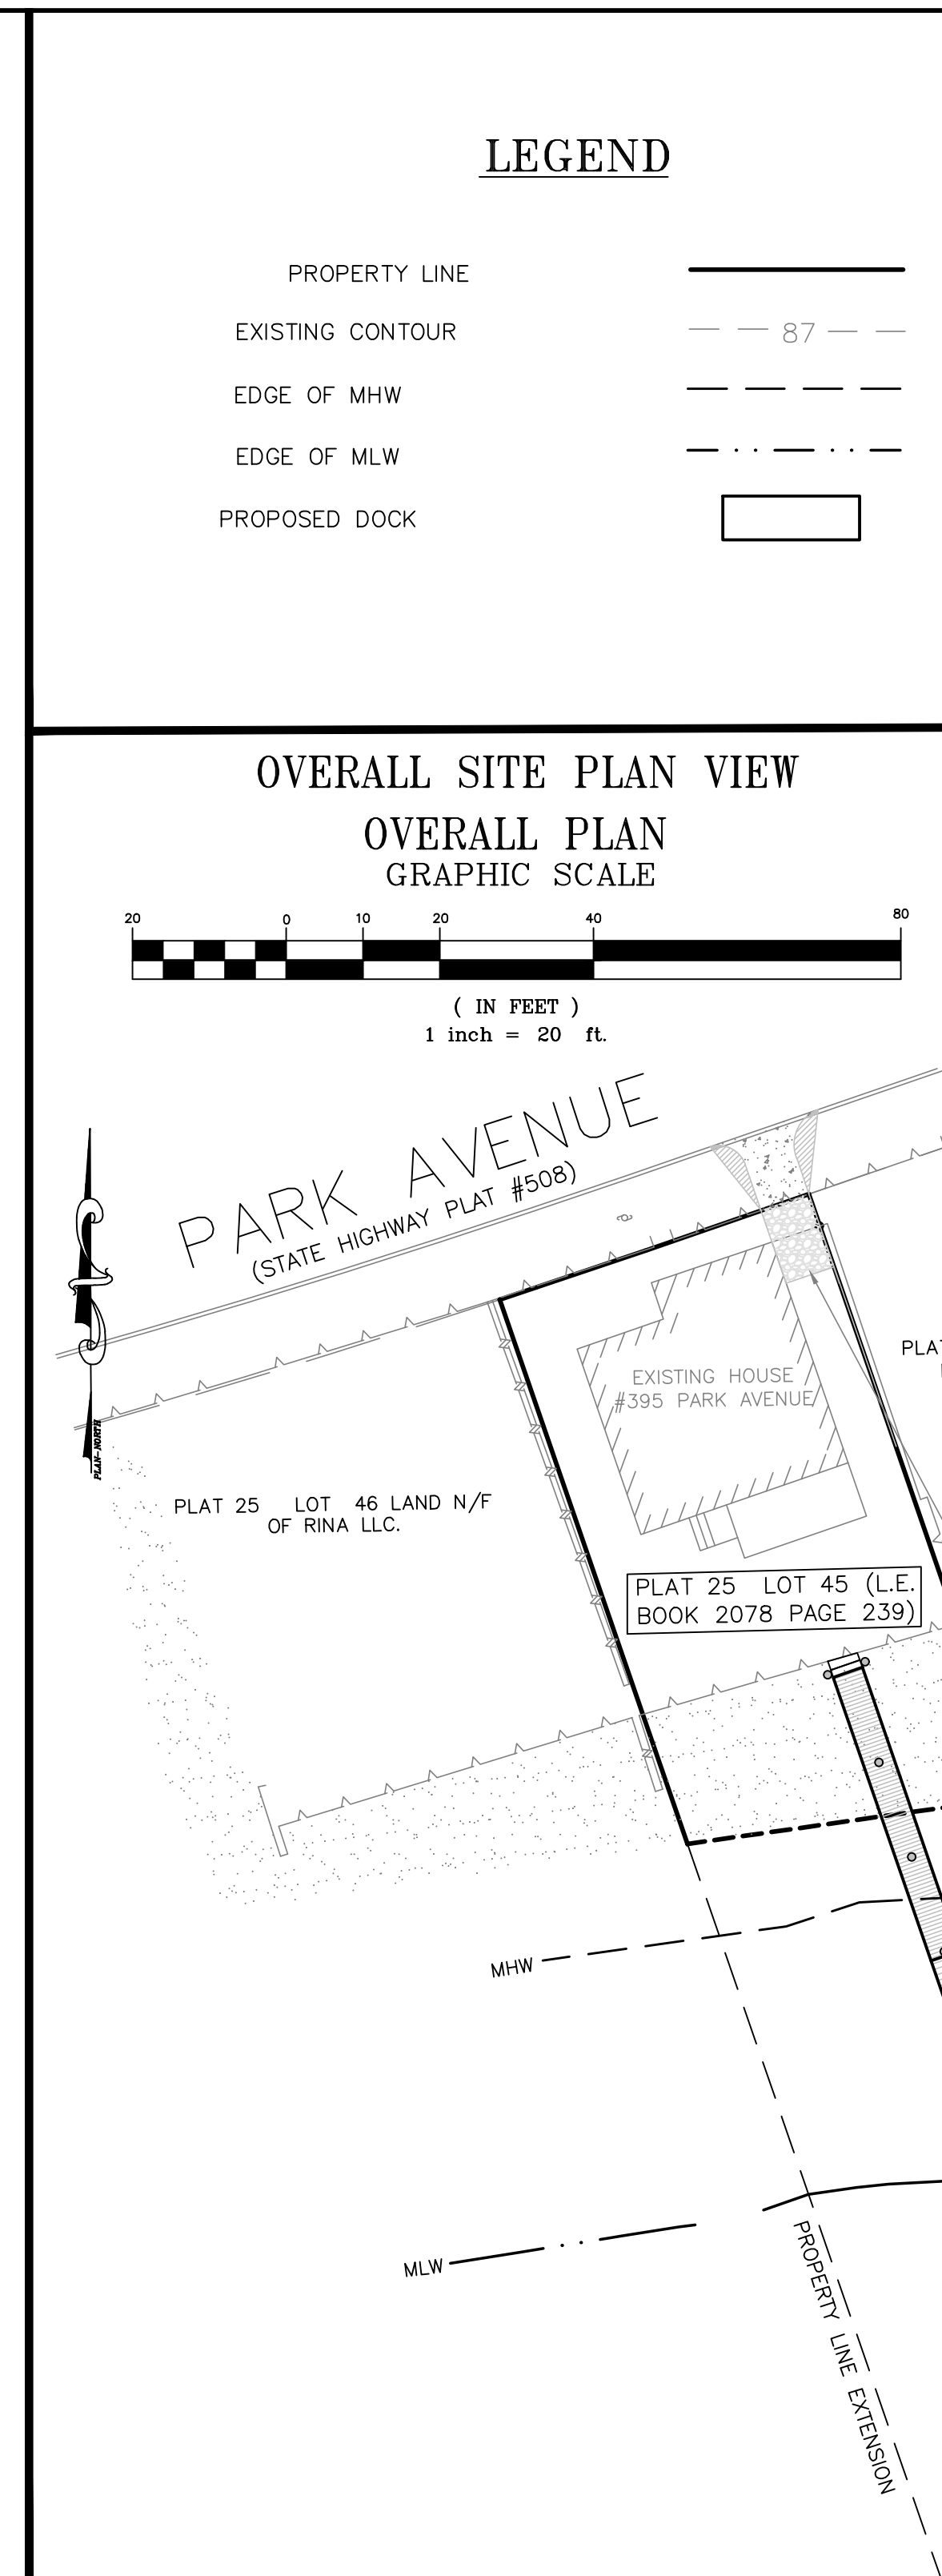 LEGEND
PROPERTY LINE
EXISTING CONTOUR
87
EDGE OF MHW
EDGE OF MLW
PROPOSED DOCK
OVERALL SITE PLAN VIEW
OVERALL PLAN
GRAPHIC SCALE
20 0 10 20 40 80
( IN FEET )
1 inch = 20 ft.
PARK AVENUE
(STATE HIGHWAY PLAT #508)
PLAN-NORTH
EXISTING HOUSE
#395 PARK AVENUE
PLAT 25 LOT 46 LAND N/F
OF RINA LLC.
PLAT 25 LOT 45 (L.E.
BOOK 2078 PAGE 239)
MHW
MLW
PROPERTY LINE EXTENSION